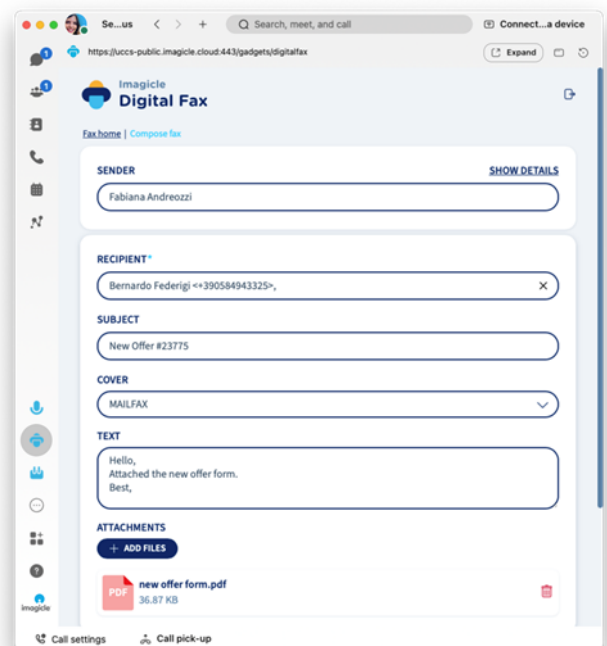 Se...us
Search, meet, and call
Connect...a device
https://uccs-public.imagicle.cloud:443/gadgets/digitalfax
Expand
Imagicle
Digital Fax
Fax home | Compose fax
SENDER
SHOW DETAILS
Fabiana Andreozzi
RECIPIENT*
Bernardo Federigi <+390584943325>,
SUBJECT
New Offer #23775
COVER
MAILFAX
TEXT
Hello,
Attached the new offer form.
Best,
ATTACHMENTS
+ ADD FILES
PDF
new offer form.pdf
36.87 KB
imagicle
Call settings
Call pick-up